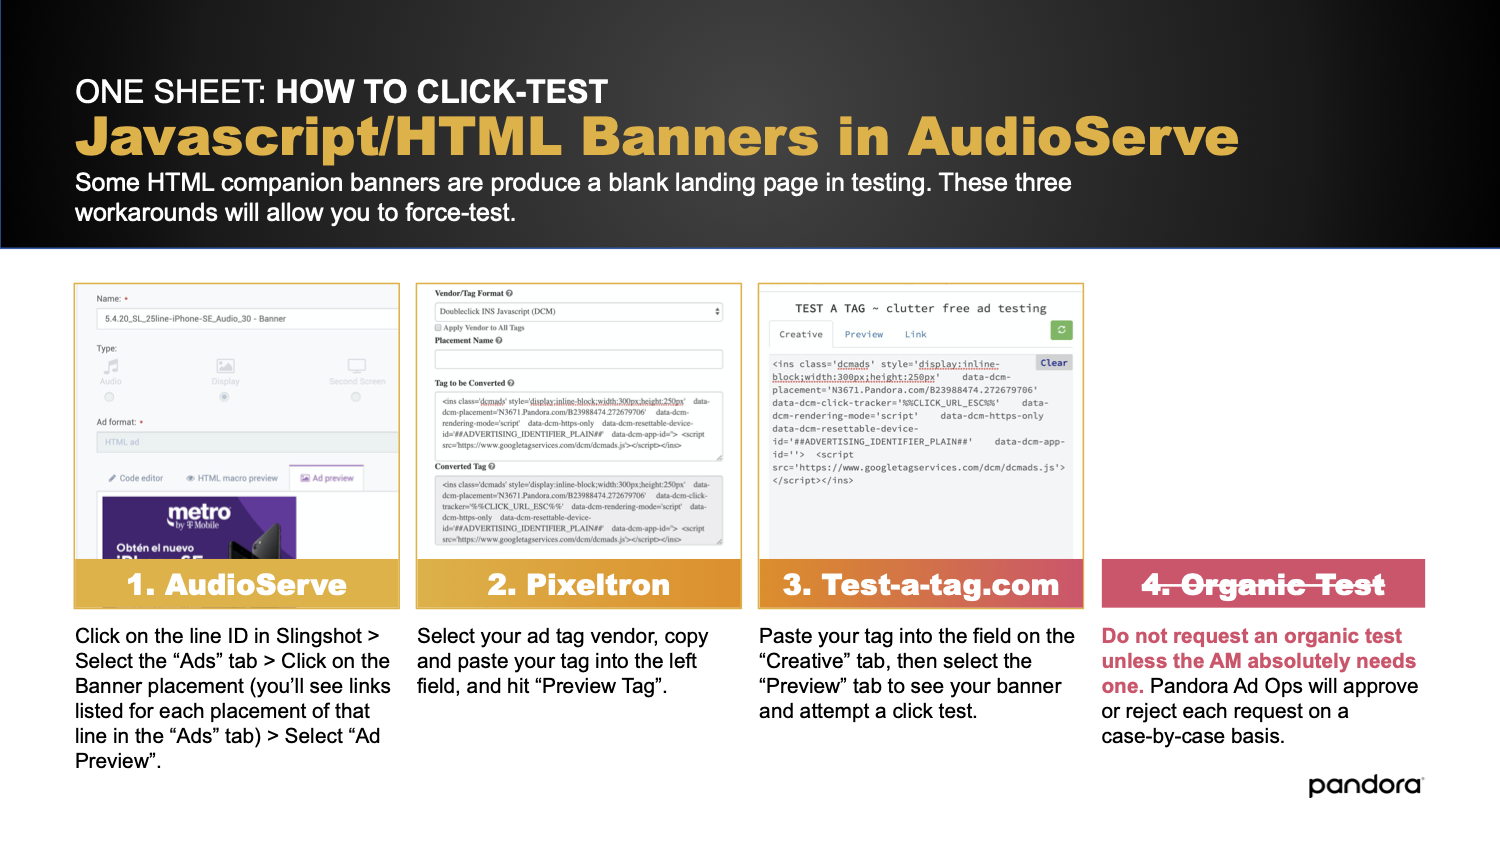 ONE SHEET: HOW TO CLICK-TEST
Javascript/HTML Banners in AudioServe
Some HTML companion banners are produce a blank landing page in testing. These three
workarounds will allow you to force-test.
Name: •
5.4.20_SL_25line-iPhone-SE_Audio_30 - Banner
Type:
Audio
Display
Second Screen
Ad format: •
HTML ad
Code editor
HTML macro preview
Ad preview
metro
by T Mobile
Obtén el nuevo
iPhone SE
1. AudioServe
Click on the line ID in Slingshot >
Select the “Ads” tab > Click on the
Banner placement (you’ll see links
listed for each placement of that
line in the “Ads” tab) > Select “Ad
Preview”.
Vendor/Tag Format
Doubleclick INS Javascript (DCM)
Apply Vendor to All Tags
Placement Name
Tag to be Converted
<ins class='dcmads' style='display:inline-block;width:300px;height:250px' data-
dcm-placement='N3671.Pandora.com/B23988474.272679706' data-dcm-
rendering-mode='script' data-dcm-https-only data-dcm-resettable-device-
id='##ADVERTISING_IDENTIFIER_PLAIN##' data-dcm-app-id=''> <script
src='https://www.googletagservices.com/dcm/dcmads.js'></script></ins>
Converted Tag
<ins class='dcmads' style='display:inline-block;width:300px;height:250px' data-
dcm-placement='N3671.Pandora.com/B23988474.272679706' data-dcm-click-
tracker='%%CLICK_URL_ESC%%' data-dcm-rendering-mode='script' data-
dcm-https-only data-dcm-resettable-device-
id='##ADVERTISING_IDENTIFIER_PLAIN##' data-dcm-app-id=''> <script
src='https://www.googletagservices.com/dcm/dcmads.js'></script></ins>
2. Pixeltron
Select your ad tag vendor, copy
and paste your tag into the left
field, and hit “Preview Tag”.
TEST A TAG ~ clutter free ad testing
Creative
Preview
Link
Clear
<ins class='dcmads' style='display:inline-
block;width:300px;height:250px' data-dcm-
placement='N3671.Pandora.com/B23988474.272679706'
data-dcm-click-tracker='%%CLICK_URL_ESC%%' data-
dcm-rendering-mode='script' data-dcm-https-only
data-dcm-resettable-device-
id='##ADVERTISING_IDENTIFIER_PLAIN##' data-dcm-app-
id=''> <script
src='https://www.googletagservices.com/dcm/dcmads.js'>
</script></ins>
3. Test-a-tag.com
Paste your tag into the field on the
“Creative” tab, then select the
“Preview” tab to see your banner
and attempt a click test.
4. Organic Test
Do not request an organic test
unless the AM absolutely needs
one. Pandora Ad Ops will approve
or reject each request on a
case-by-case basis.
pandora